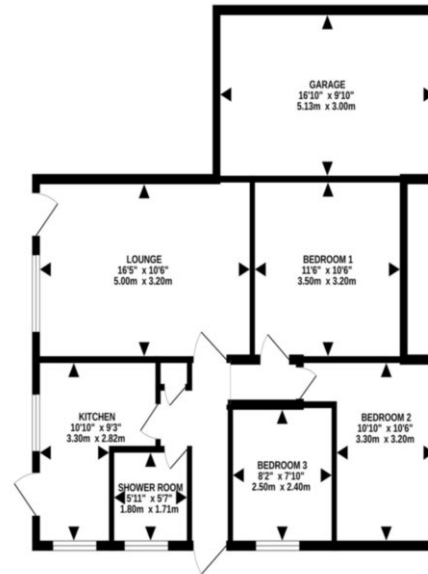 GARAGE
16'10" x 9'10"
5.13m x 3.00m
LOUNGE
16'5" x 10'6"
5.00m x 3.20m
BEDROOM 1
11'6" x 10'6"
3.50m x 3.20m
KITCHEN
10'10" x 9'3"
3.30m x 2.82m
BEDROOM 2
10'10" x 10'6"
3.30m x 3.20m
BEDROOM 3
8'2" x 7'10"
2.50m x 2.40m
SHOWER ROOM
5'11" x 5'7"
1.80m x 1.71m